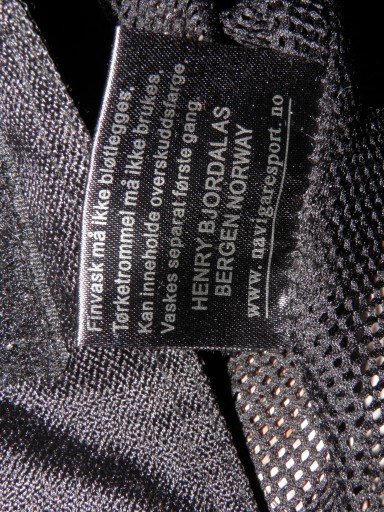 Finvask må ikke bløtlegges.
Tørketrommel må ikke brukes.
Kan inneholde overskuddsfarge.
Vaskes separat første gang.
HENRY BJORDAL AS
BERGEN NORWAY
www.navigaresport.no